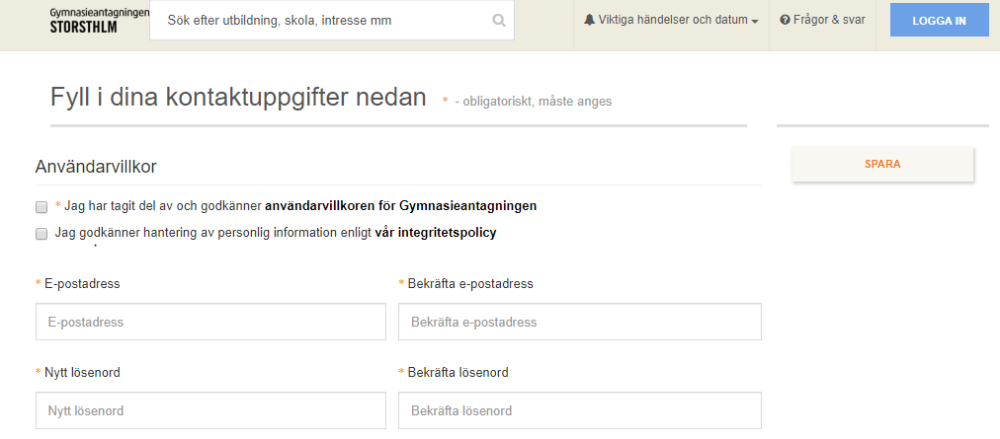 Gymnasieantagningen
STORSTHLM
Sök efter utbildning, skola, intresse mm
Viktiga händelser och datum
Frågor & svar
LOGGA IN
Fyll i dina kontaktuppgifter nedan * - obligatoriskt, måste anges
Användarvillkor
SPARA
* Jag har tagit del av och godkänner användarvillkoren för Gymnasieantagningen
Jag godkänner hantering av personlig information enligt vår integritetspolicy
* E-postadress
* Bekräfta e-postadress
E-postadress
Bekräfta e-postadress
* Nytt lösenord
* Bekräfta lösenord
Nytt lösenord
Bekräfta lösenord